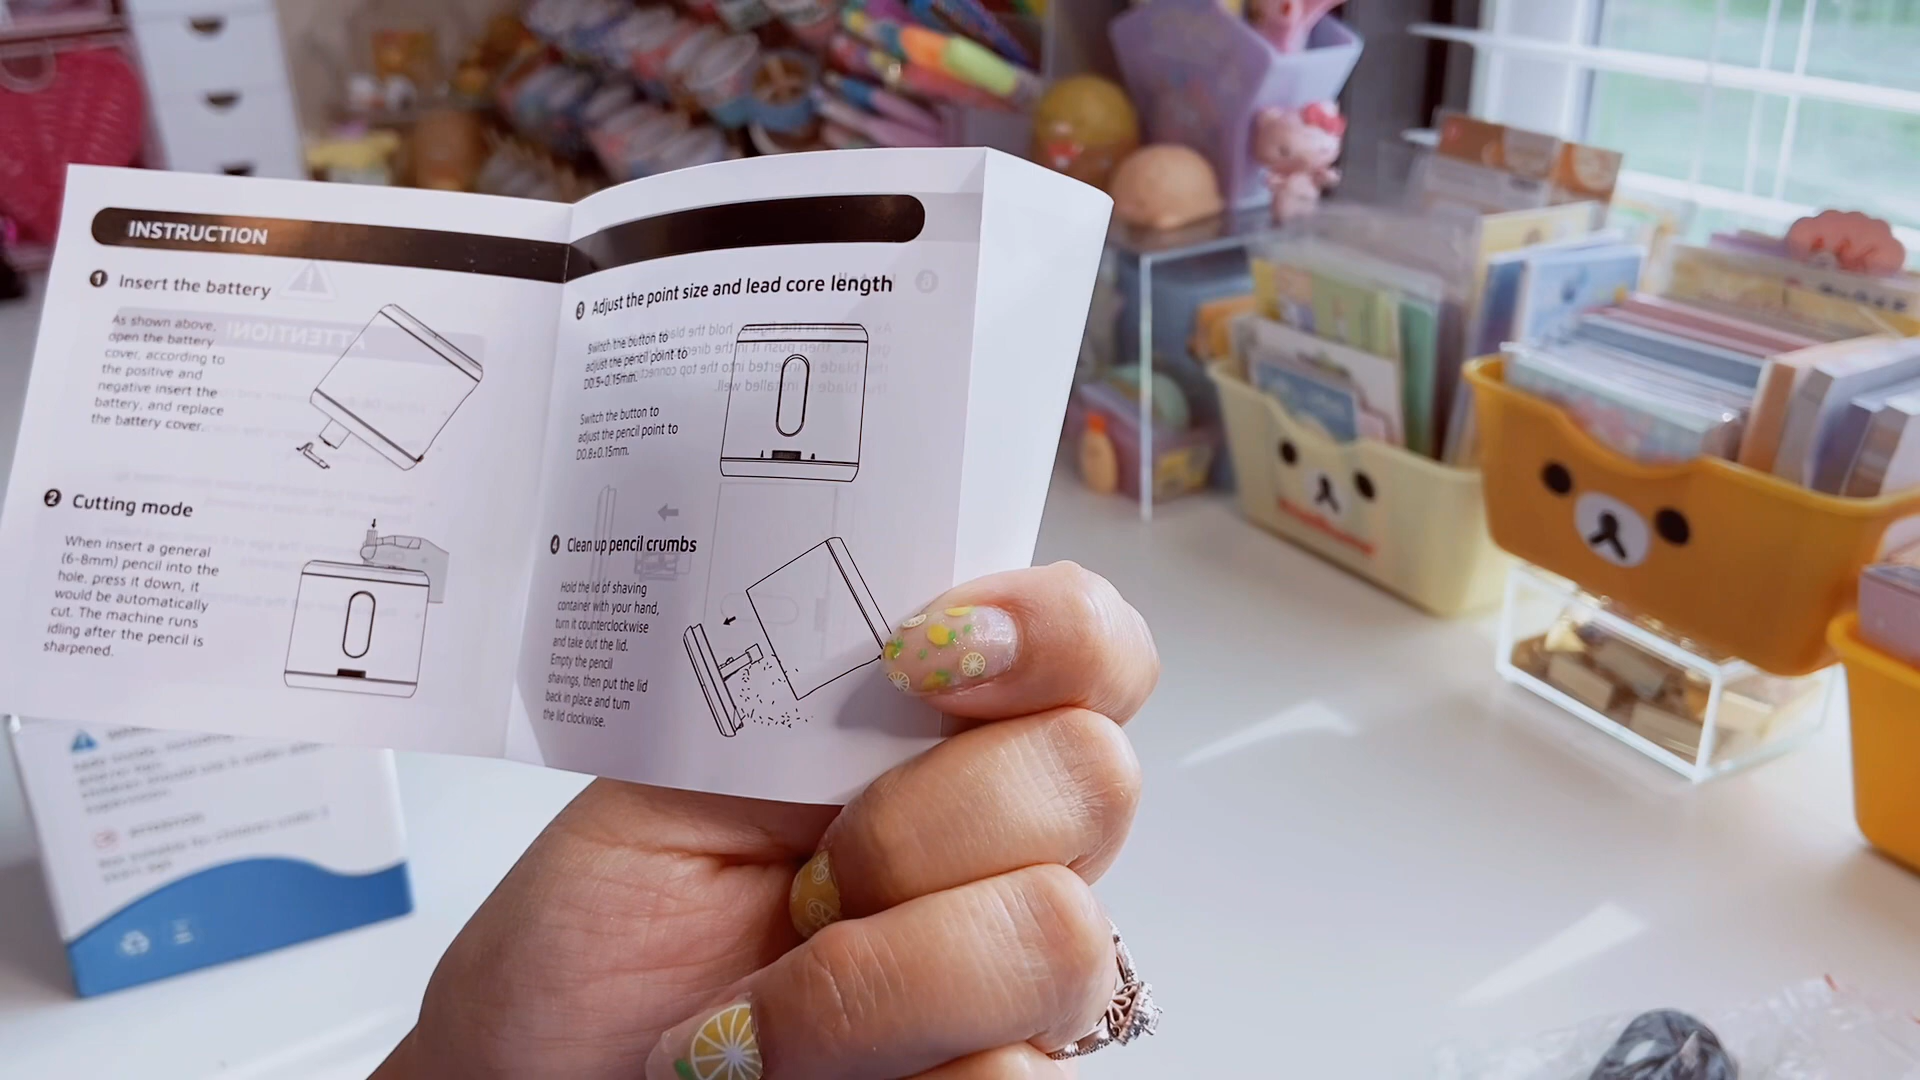 INSTRUCTION
1 Insert the battery
As shown above,
open the battery
cover, according to
the positive and
negative insert the
battery, and replace
the battery cover.
2 Cutting mode
When insert a general
(6-8mm) pencil into the
hole, press it down, it
would be automatically
cut. The machine runs
idling after the pencil is
sharpened.
3 Adjust the point size and lead core length
Switch the button to
adjust the pencil point to
D0.5±0.15mm.
Switch the button to
adjust the pencil point to
D0.8±0.15mm.
4 Clean up pencil crumbs
Hold the lid of shaving
container with your hand,
turn it counterclockwise
and take out the lid.
Empty the pencil
shavings, then put the lid
back in place and turn
the lid clockwise.
ATTENTION